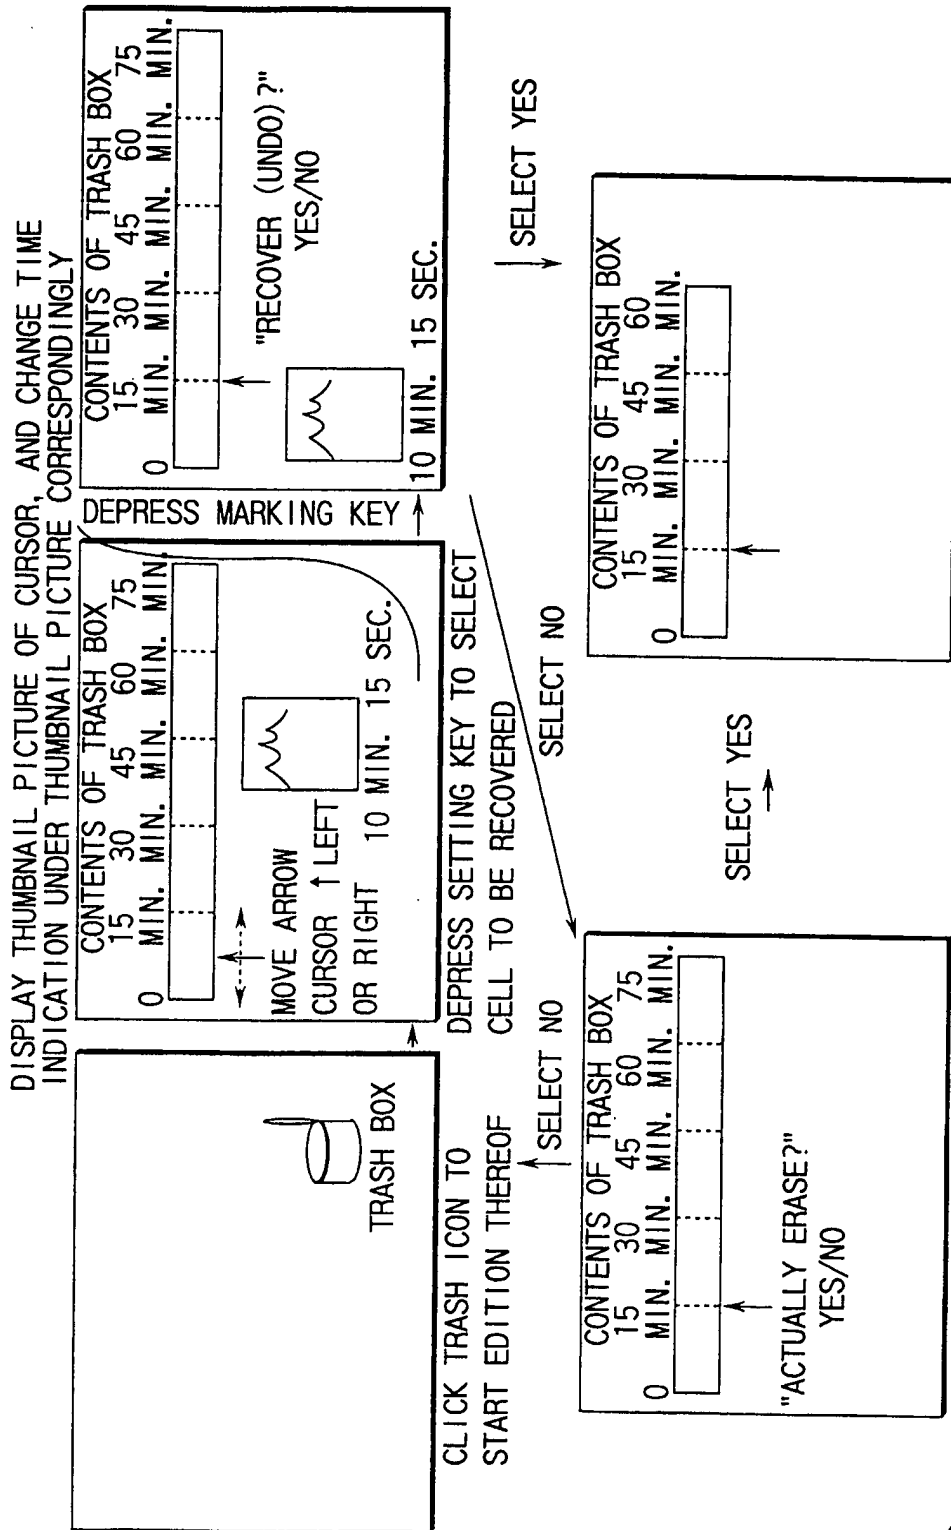 DISPLAY THUMBNAIL PICTURE OF CURSOR, AND CHANGE TIME
INDICATION UNDER THUMBNAIL PICTURE CORRESPONDINGLY
TRASH BOX
CLICK TRASH ICON TO
START EDITION THEREOF
CONTENTS OF TRASH BOX
15 30 45 60 75
0 MIN. MIN. MIN. MIN. MIN.
MOVE ARROW
CURSOR ↑ LEFT
OR RIGHT
10 MIN. 15 SEC.
DEPRESS SETTING KEY TO SELECT
CELL TO BE RECOVERED
DEPRESS MARKING KEY
CONTENTS OF TRASH BOX
15 30 45 60 75
0 MIN. MIN. MIN. MIN. MIN.
"RECOVER (UNDO)?"
YES/NO
10 MIN. 15 SEC.
SELECT YES
SELECT NO
SELECT NO
CONTENTS OF TRASH BOX
15 30 45 60 75
0 MIN. MIN. MIN. MIN. MIN.
"ACTUALLY ERASE?"
YES/NO
SELECT YES
CONTENTS OF TRASH BOX
15 30 45 60
0 MIN. MIN. MIN. MIN.